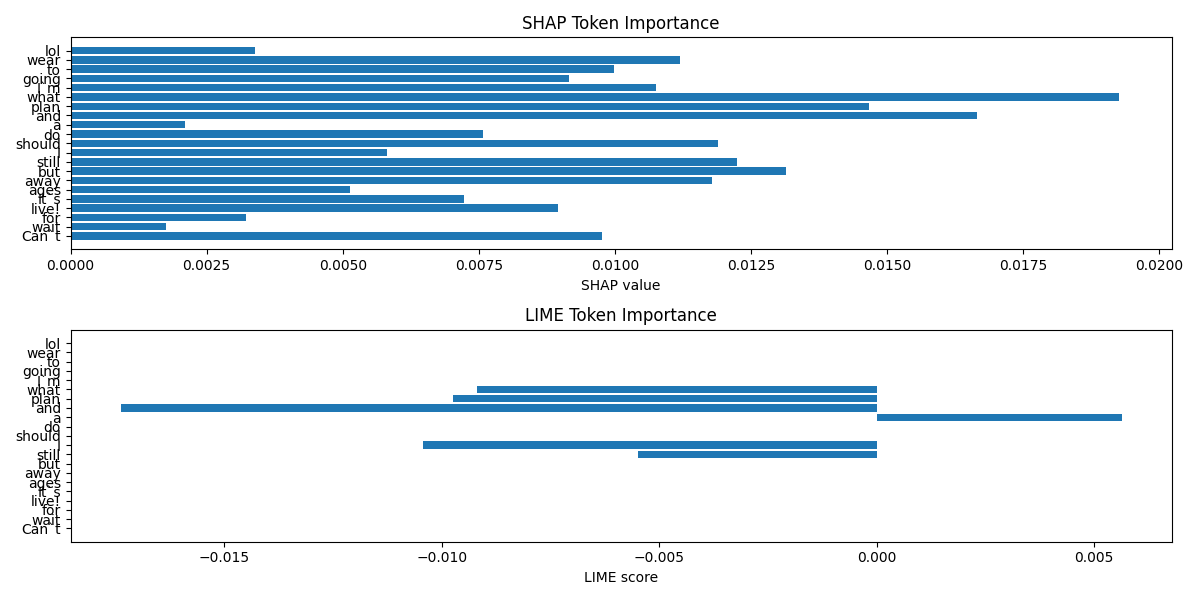 SHAP Token Importance
lol
wear
to
going
I`m
what
plan
and
a
do
should
I
still
but
away
ages
it`s
live!
for
wait
Can`t
0.0000 0.0025 0.0050 0.0075 0.0100 0.0125 0.0150 0.0175 0.0200
SHAP value
LIME Token Importance
lol
wear
to
going
I`m
what
plan
and
a
do
should
I
still
but
away
ages
it`s
live!
for
wait
Can`t
−0.015 −0.010 −0.005 0.000 0.005
LIME score